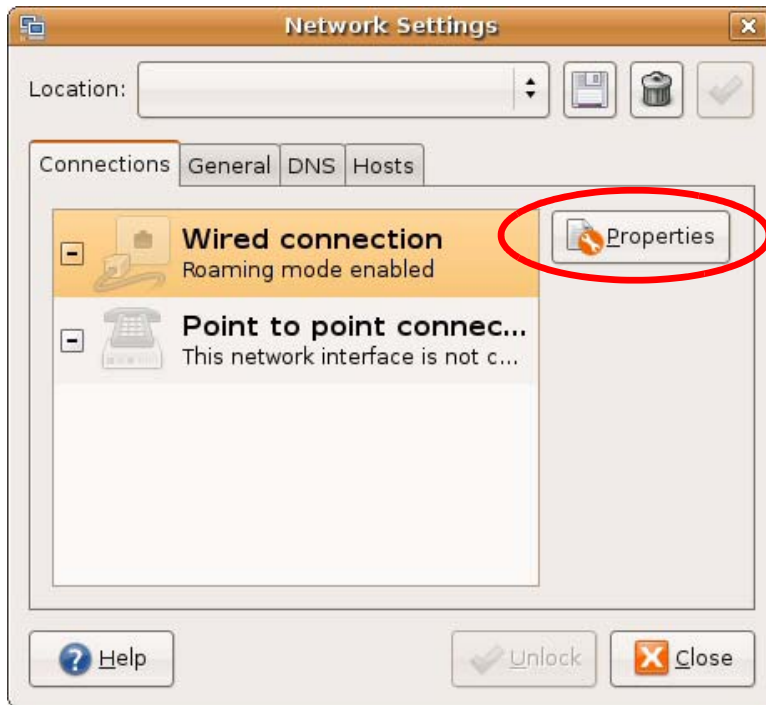 Network Settings
Location:
Connections General DNS Hosts
Wired connection
Roaming mode enabled
Properties
Point to point connec...
This network interface is not c...
Help Unlock Close